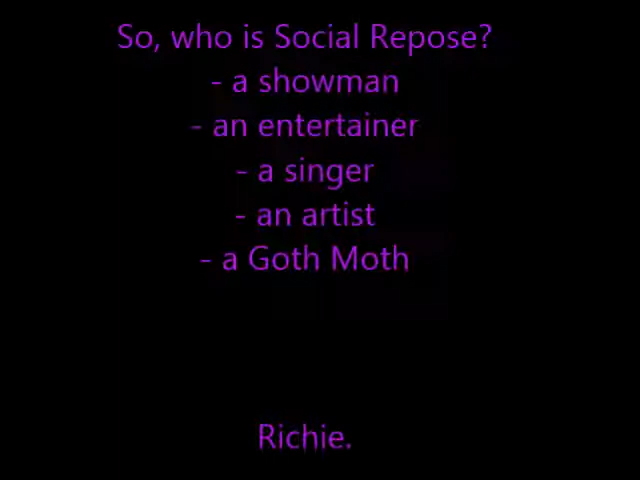 So, who is Social Repose?
- a showman
- an entertainer
- a singer
- an artist
- a Goth Moth
Richie.